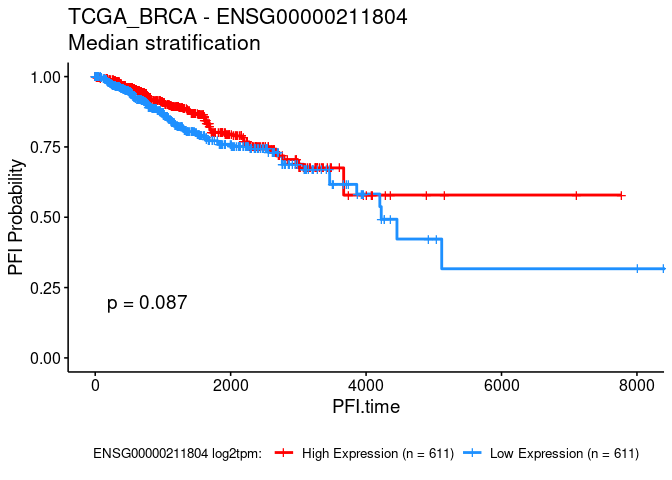 TCGA_BRCA - ENSG00000211804
Median stratification
1.00
0.75
0.50
0.25
0.00
PFI Probability
p = 0.087
0 2000 4000 6000 8000
PFI.time
ENSG00000211804 log2tpm: High Expression (n = 611) Low Expression (n = 611)